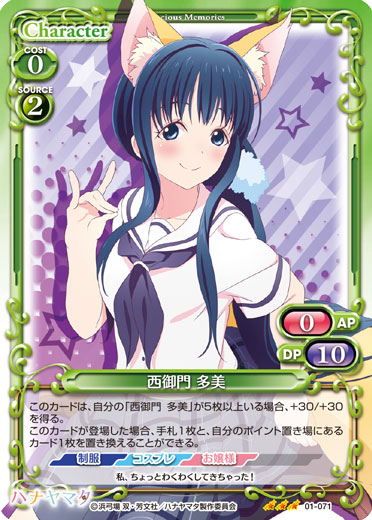 Precious Memories
Character
COST
0
SOURCE
2
0 AP
DP 10
西御門 多美
このカードは、自分の「西御門 多美」が5枚以上いる場合、+30/+30
を得る。
このカードが登場した場合、手札1枚と、自分のポイント置き場にある
カード1枚を置き換えることができる。
制服 コスプレ お嬢様
私、ちょっとわくわくしてきちゃった！
ハナヤマタ
©浜弓場 双・芳文社／ハナヤマタ製作委員会
01-071